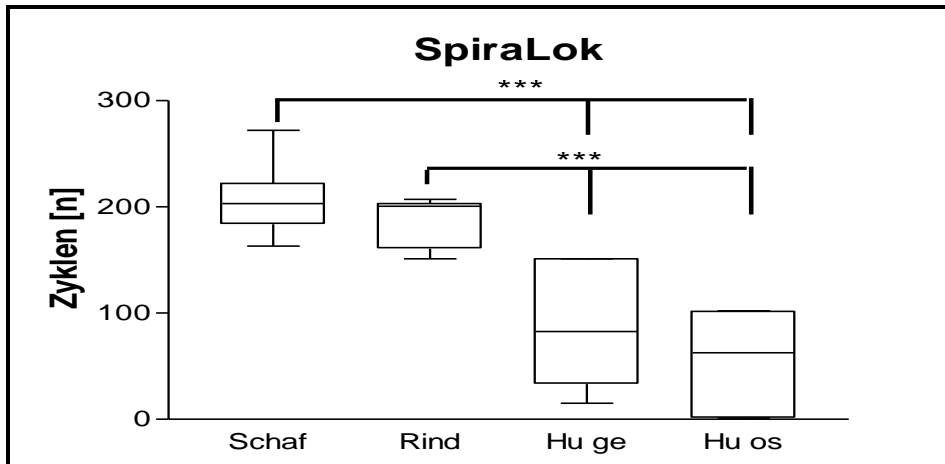 SpiraLok
***
300
***
200
100
0
Zyklen [n]
Schaf Rind Hu ge Hu os